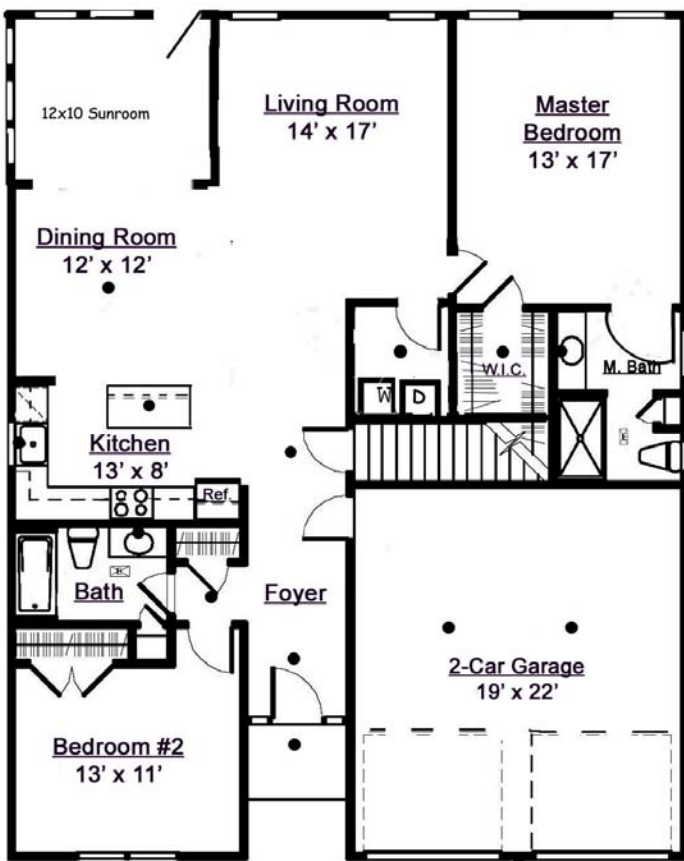 12x10 Sunroom
Living Room
14' x 17'
Master
Bedroom
13' x 17'
Dining Room
12' x 12'
W.I.C.
M. Bath
W
D
Kitchen
13' x 8'
Ref.
Bath
Foyer
2-Car Garage
19' x 22'
Bedroom #2
13' x 11'